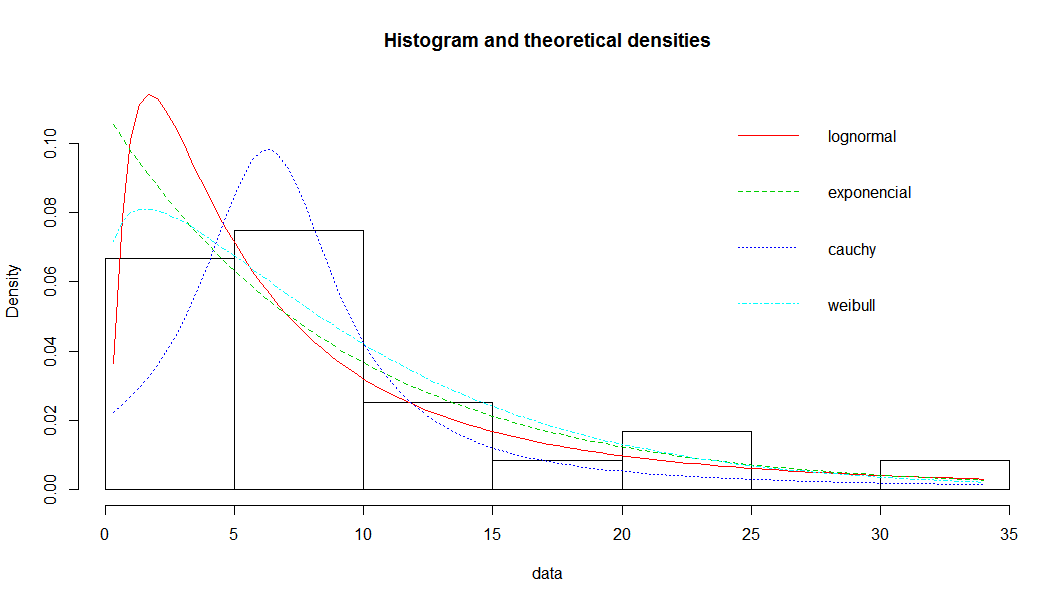 Histogram and theoretical densities
lognormal
exponencial
cauchy
weibull
Density
0.10
0.08
0.06
0.04
0.02
0.00
0 5 10 15 20 25 30 35
data